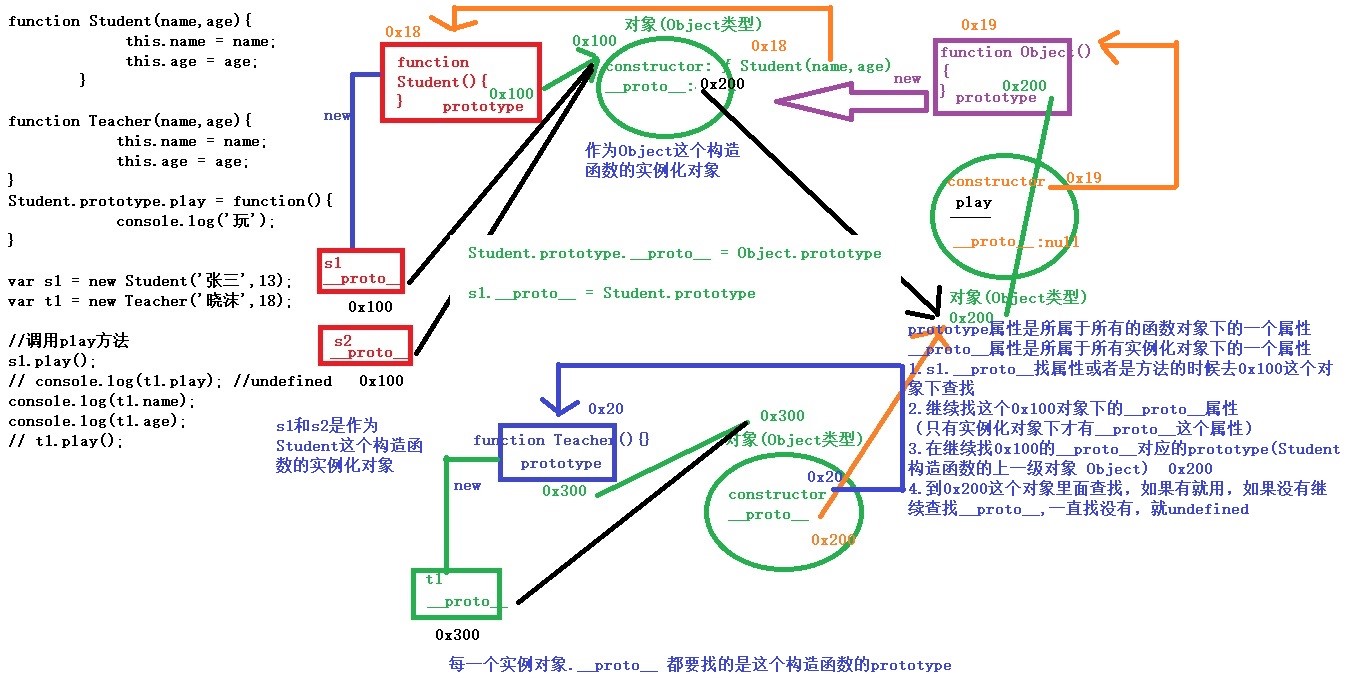 function Student(name,age){
this.name = name;
this.age = age;
}
function Teacher(name,age){
this.name = name;
this.age = age;
}
Student.prototype.play = function(){
console.log('玩');
}
var s1 = new Student('张三',13);
var t1 = new Teacher('晓沫',18);
//调用play方法
s1.play();
// console.log(t1.play); //undefined
console.log(t1.name);
console.log(t1.age);
// t1.play();
0x18
function
Student(){
}
0x100
prototype
new
s1
__proto__
0x100
s2
__proto__
0x100
s1和s2是作为
Student这个构造函
数的实例化对象
对象(Object类型)
0x100
0x18
constructor: { Student(name,age)
__proto__: 0x200
作为Object这个构造
函数的实例化对象
new
0x19
function Object()
{
0x200
} prototype
constructor
0x19
play
__proto__:null
对象(Object类型)
0x200
Student.prototype.__proto__ = Object.prototype
s1.__proto__ = Student.prototype
prototype属性是所属于所有的函数对象下的一个属性
__proto__属性是所属于所有实例化对象下的一个属性
1.s1.__proto__找属性或者是方法的时候去0x100这个对
象下查找
2.继续找这个0x100对象下的__proto__属性
（只有实例化对象下才有__proto__这个属性）
3.在继续找0x100的__proto__对应的prototype(Student
构造函数的上一级对象 Object) 0x200
4.到0x200这个对象里面查找，如果有就用，如果没有继
续查找__proto__,一直找没有，就undefined
0x20
function Teacher(){}
prototype
0x300
new
t1
__proto__
0x300
0x300
对象(Object类型)
0x20
constructor
__proto__
0x200
每一个实例对象.__proto__ 都要找的是这个构造函数的prototype